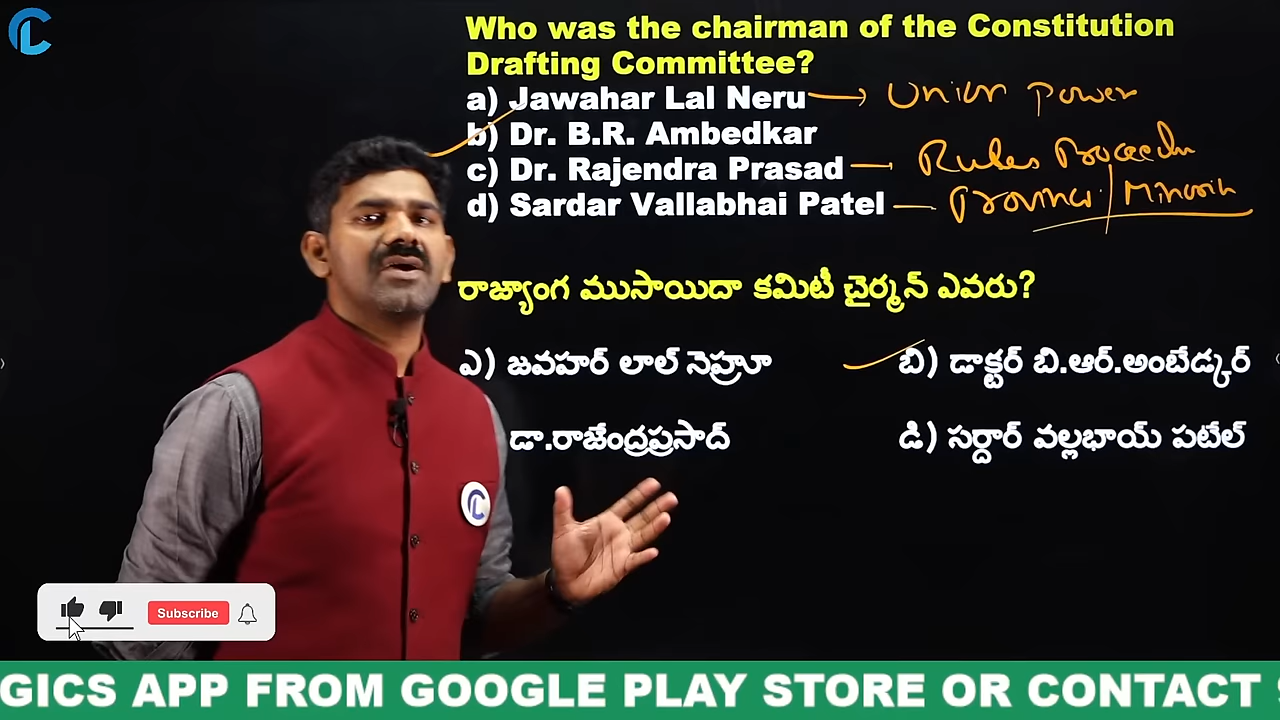 Who was the chairman of the Constitution
Drafting Committee?
a) Jawahar Lal Neru → Union power
b) Dr. B.R. Ambedkar
c) Dr. Rajendra Prasad — Rules
d) Sardar Vallabhai Patel —
రాజ్యాంగ ముసాయిదా కమిటీ చైర్మన్ ఎవరు?
ఎ) జవహర్ లాల్ నెహ్రూ బి) డాక్టర్ బి.ఆర్.అంబేడ్కర్
డా.రాజేంద్రప్రసాద్ డి) సర్దార్ వల్లభాయ్ పటేల్
Subscribe
GICS APP FROM GOOGLE PLAY STORE OR CONTACT